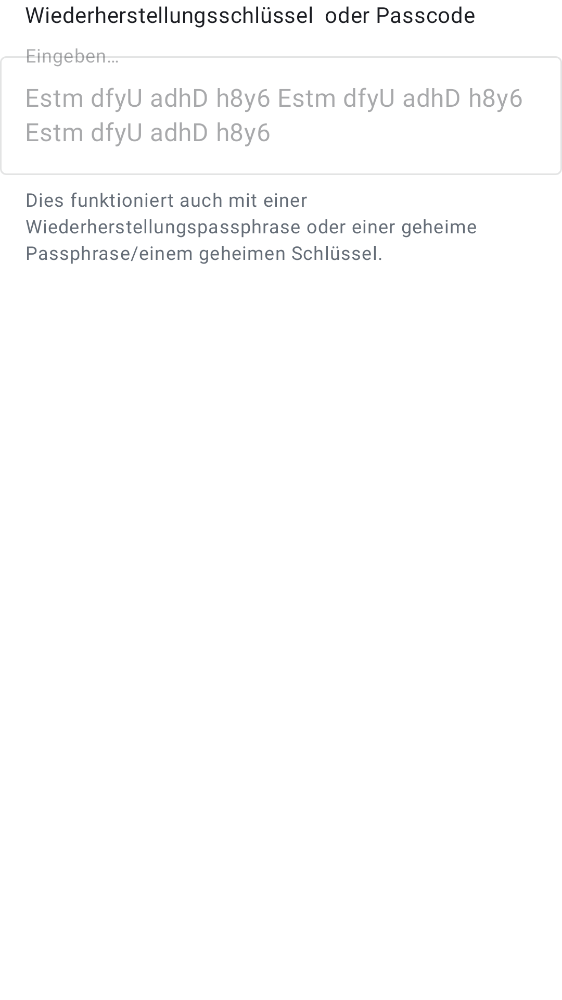 Wiederherstellungsschlüssel  oder Passcode
Eingeben…
Estm dfyU adhD h8y6 Estm dfyU adhD h8y6
Estm dfyU adhD h8y6
Dies funktioniert auch mit einer
Wiederherstellungspassphrase oder einer geheime
Passphrase/einem geheimen Schlüssel.